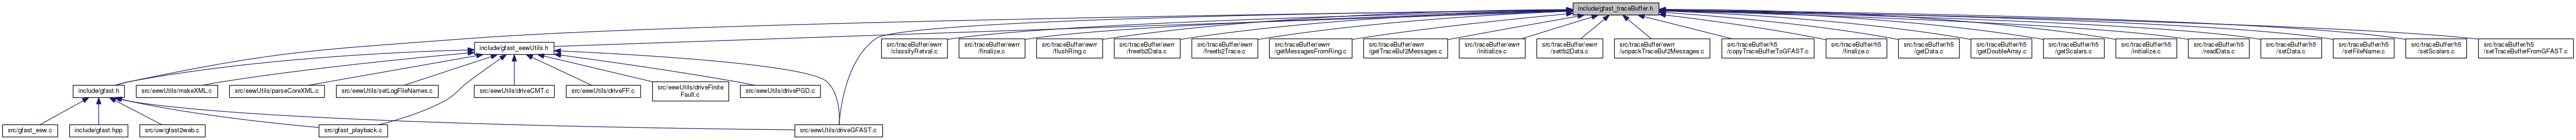 include/gfast_traceBuffer.h
include/gfast_eewUtils.h
src/traceBuffer/ewrr
/classifyRetval.c
src/traceBuffer/ewrr
/finalize.c
src/traceBuffer/ewrr
/flushRing.c
src/traceBuffer/ewrr
/freetb2Data.c
src/traceBuffer/ewrr
/freetb2Trace.c
src/traceBuffer/ewrr
/getMessagesFromRing.c
src/traceBuffer/ewrr
/getTraceBuf2Messages.c
src/traceBuffer/ewrr
/initialize.c
src/traceBuffer/ewrr
/settb2Data.c
src/traceBuffer/ewrr
/unpackTraceBuf2Messages.c
src/traceBuffer/h5
/copyTraceBufferToGFAST.c
src/traceBuffer/h5
/finalize.c
src/traceBuffer/h5
/getData.c
src/traceBuffer/h5
/getDoubleArray.c
src/traceBuffer/h5
/getScalars.c
src/traceBuffer/h5
/initialize.c
src/traceBuffer/h5
/readData.c
src/traceBuffer/h5
/setData.c
src/traceBuffer/h5
/setFileName.c
src/traceBuffer/h5
/setScalars.c
src/traceBuffer/h5
/setTraceBufferFromGFAST.c
include/gfast.h
src/eewUtils/makeXML.c
src/eewUtils/parseCoreXML.c
src/eewUtils/setLogFileNames.c
src/eewUtils/driveCMT.c
src/eewUtils/driveFF.c
src/eewUtils/driveFinite
Fault.c
src/eewUtils/drivePGD.c
src/gfast_eew.c
include/gfast.hpp
src/uw/gfast2web.c
src/gfast_playback.c
src/eewUtils/driveGFAST.c